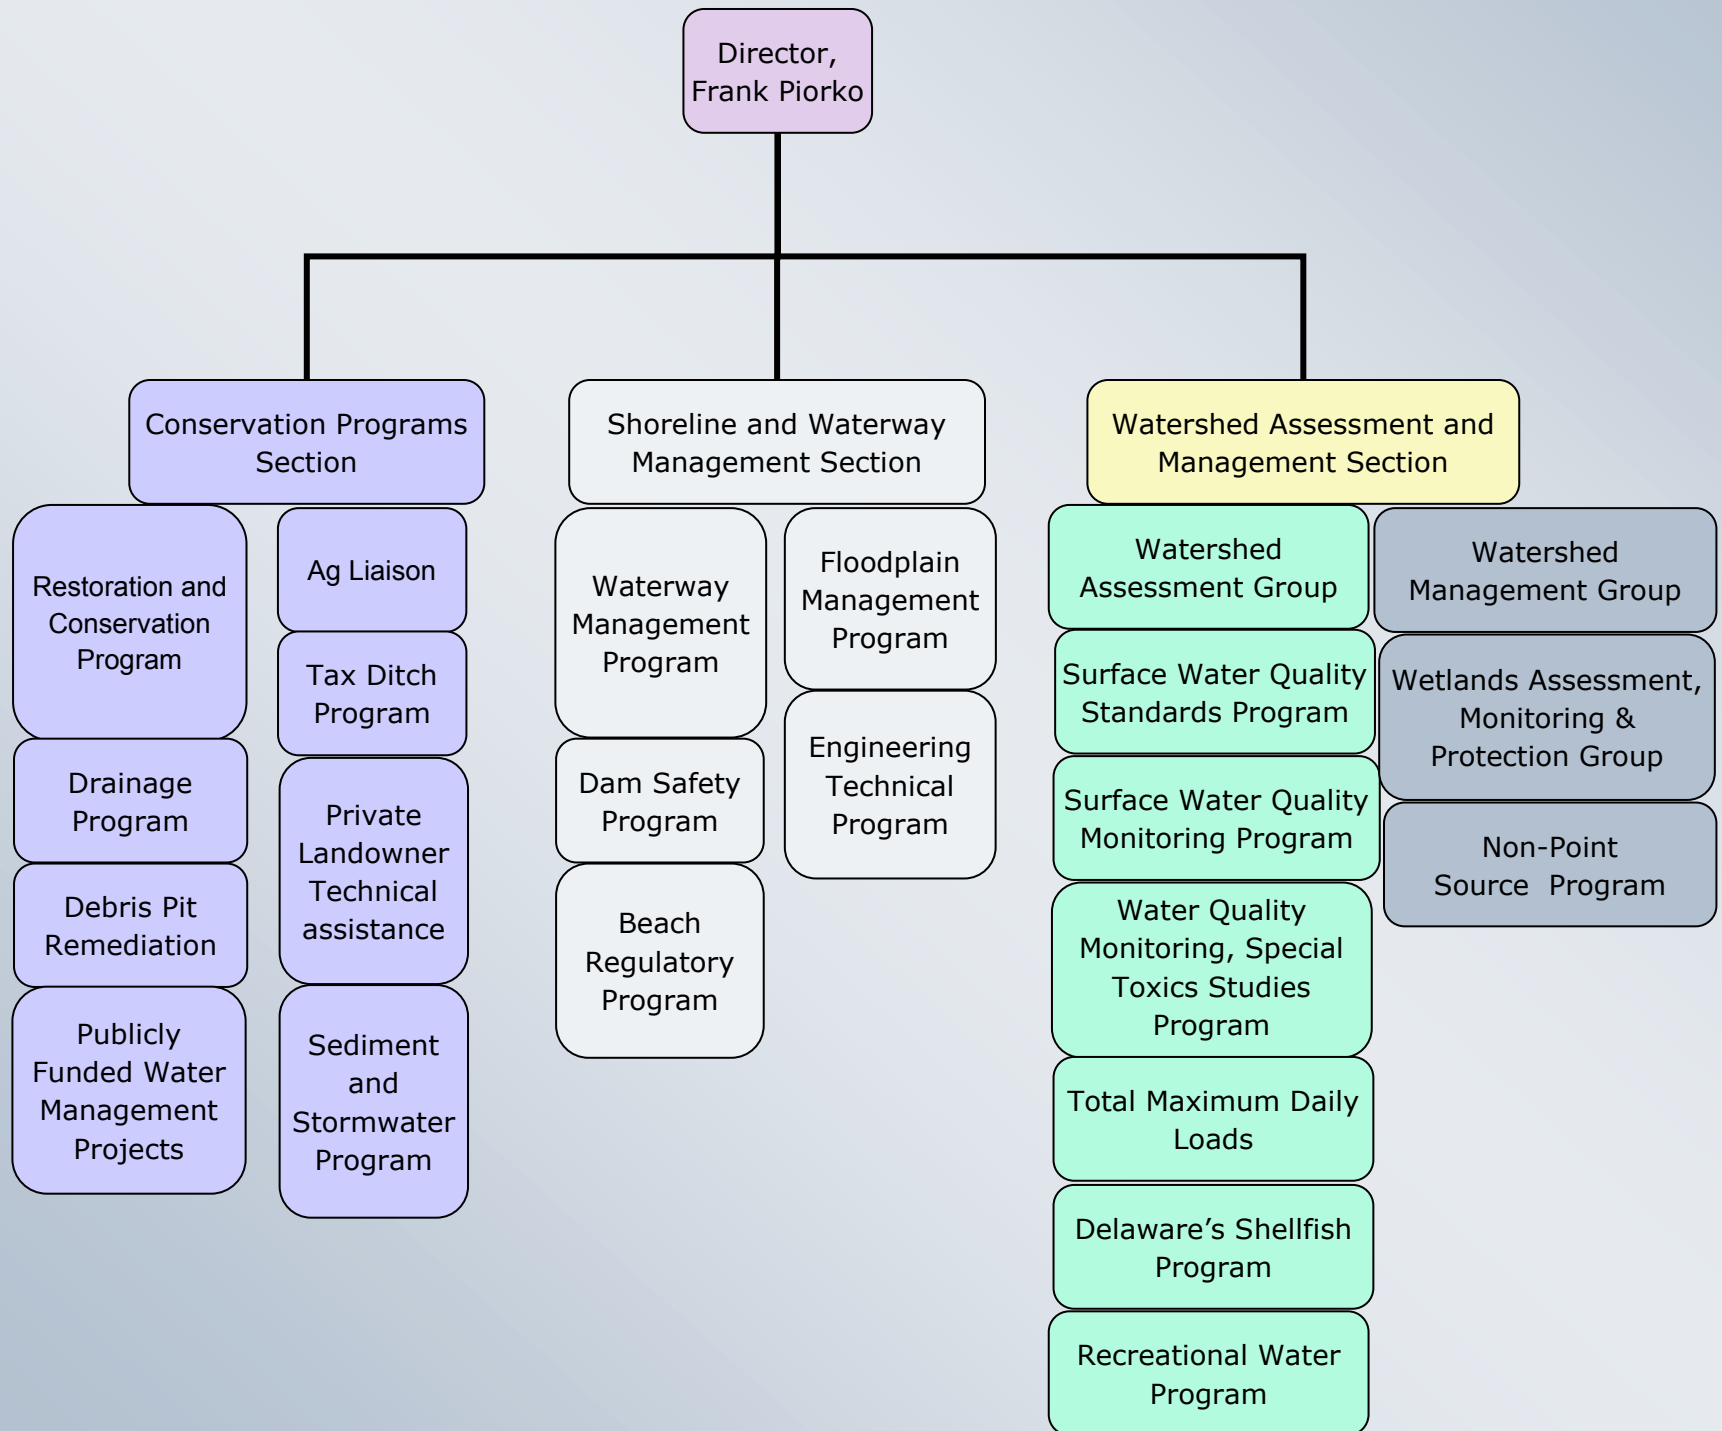 Director,
Frank Piorko
Conservation Programs
Section
Restoration and
Conservation
Program
Drainage
Program
Debris Pit
Remediation
Publicly
Funded Water
Management
Projects
Ag Liaison
Tax Ditch
Program
Private
Landowner
Technical
assistance
Sediment
and
Stormwater
Program
Shoreline and Waterway
Management Section
Waterway
Management
Program
Dam Safety
Program
Beach
Regulatory
Program
Floodplain
Management
Program
Engineering
Technical
Program
Watershed Assessment and
Management Section
Watershed
Assessment Group
Surface Water Quality
Standards Program
Surface Water Quality
Monitoring Program
Water Quality
Monitoring, Special
Toxics Studies
Program
Total Maximum Daily
Loads
Delaware’s Shellfish
Program
Recreational Water
Program
Watershed
Management Group
Wetlands Assessment,
Monitoring &
Protection Group
Non-Point
Source  Program